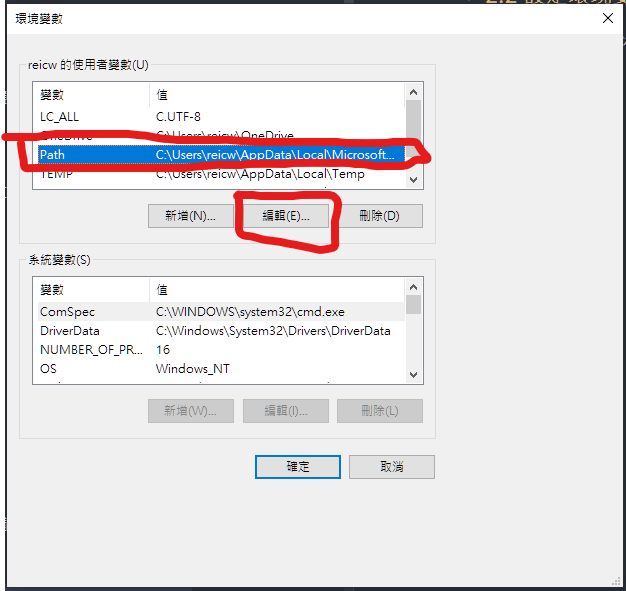 環境變數
reicw 的使用者變數(U)
變數 值
LC_ALL C.UTF-8
OneDrive C:\Users\reicw\OneDrive
Path C:\Users\reicw\AppData\Local\Microsoft...
TEMP C:\Users\reicw\AppData\Local\Temp
新增(N)... 編輯(E)... 刪除(D)
系統變數(S)
變數 值
ComSpec C:\WINDOWS\system32\cmd.exe
DriverData C:\Windows\System32\Drivers\DriverData
NUMBER_OF_PR... 16
OS Windows_NT
新增(W)... 編輯(I)... 刪除(L)
確定 取消